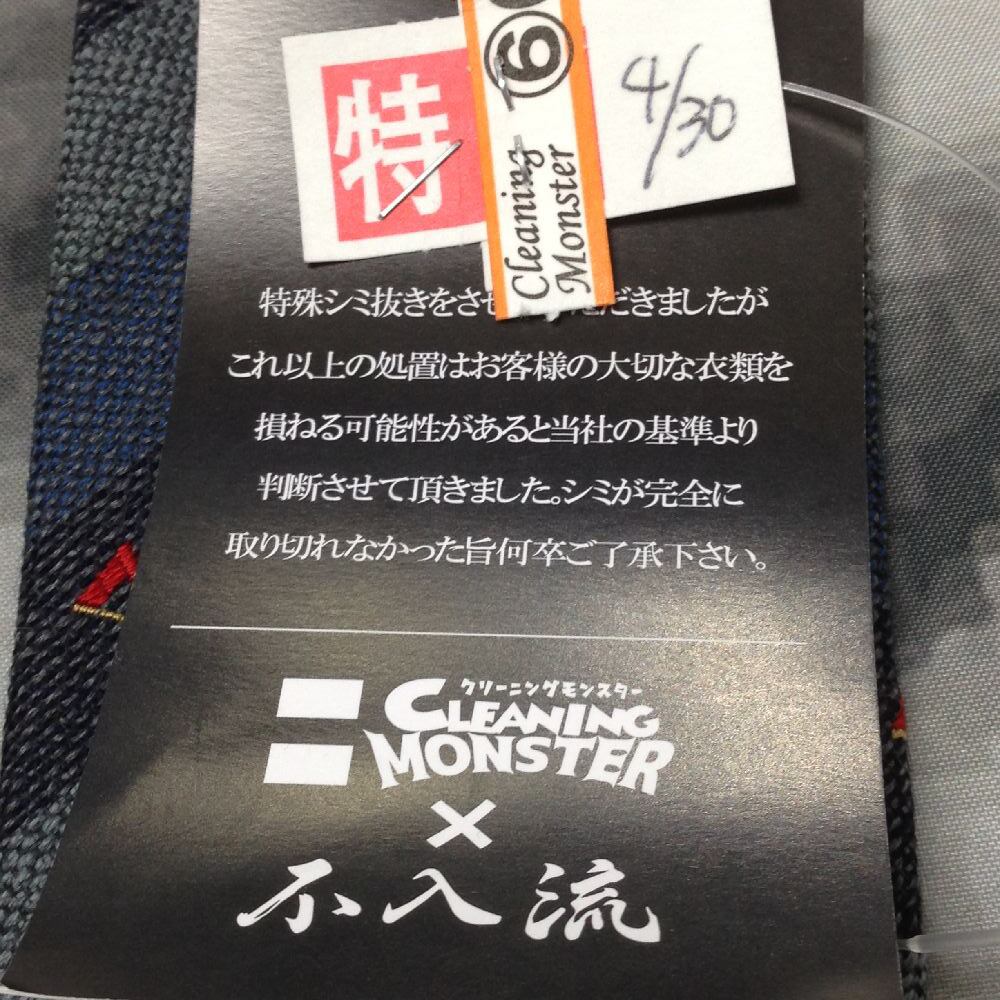 特
4/30
6
Cleaning
Monster
特殊シミ抜きをさせ だきましたが
これ以上の処置はお客様の大切な衣類を
損ねる可能性があると当社の基準より
判断させて頂きました。シミが完全に
取り切れなかった旨何卒ご了承下さい。
クリーニングモンスター
CLEANING
MONSTER
×
不入流